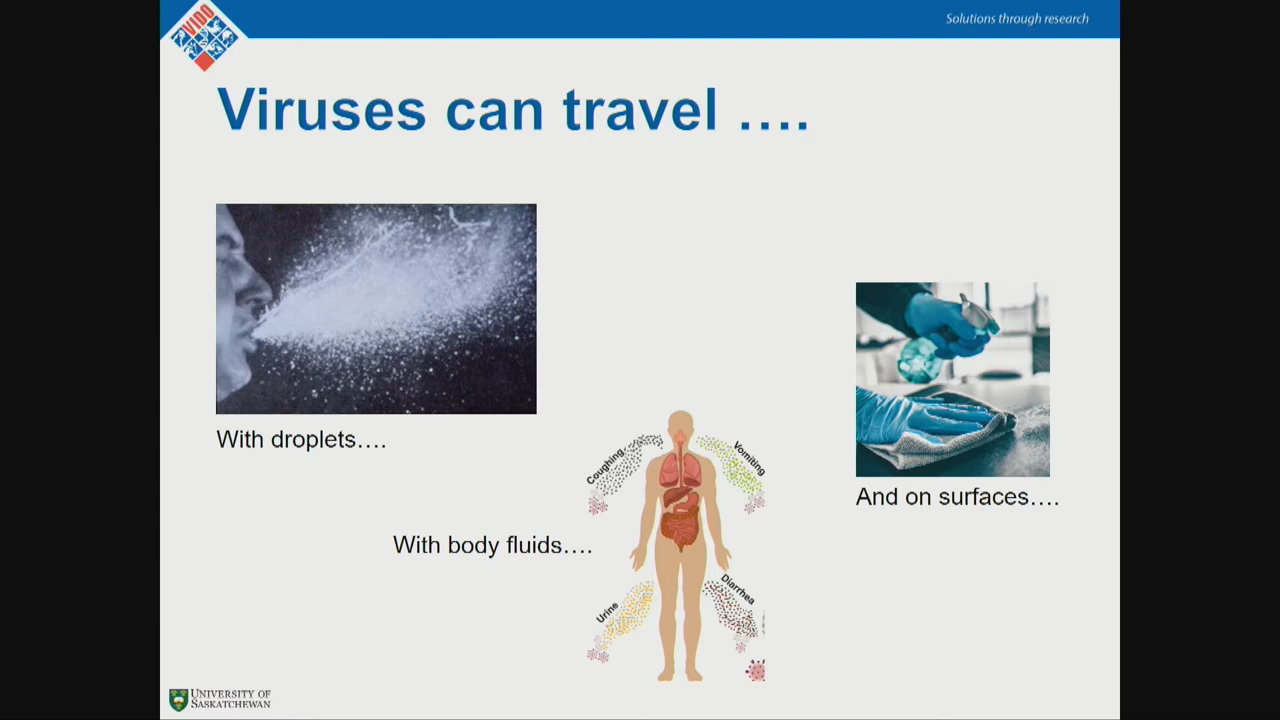 VIDO
Solutions through research
Viruses can travel ….
With droplets….
And on surfaces….
With body fluids….
Coughing
Vomiting
Urine
Diarrhea
UNIVERSITY OF
SASKATCHEWAN